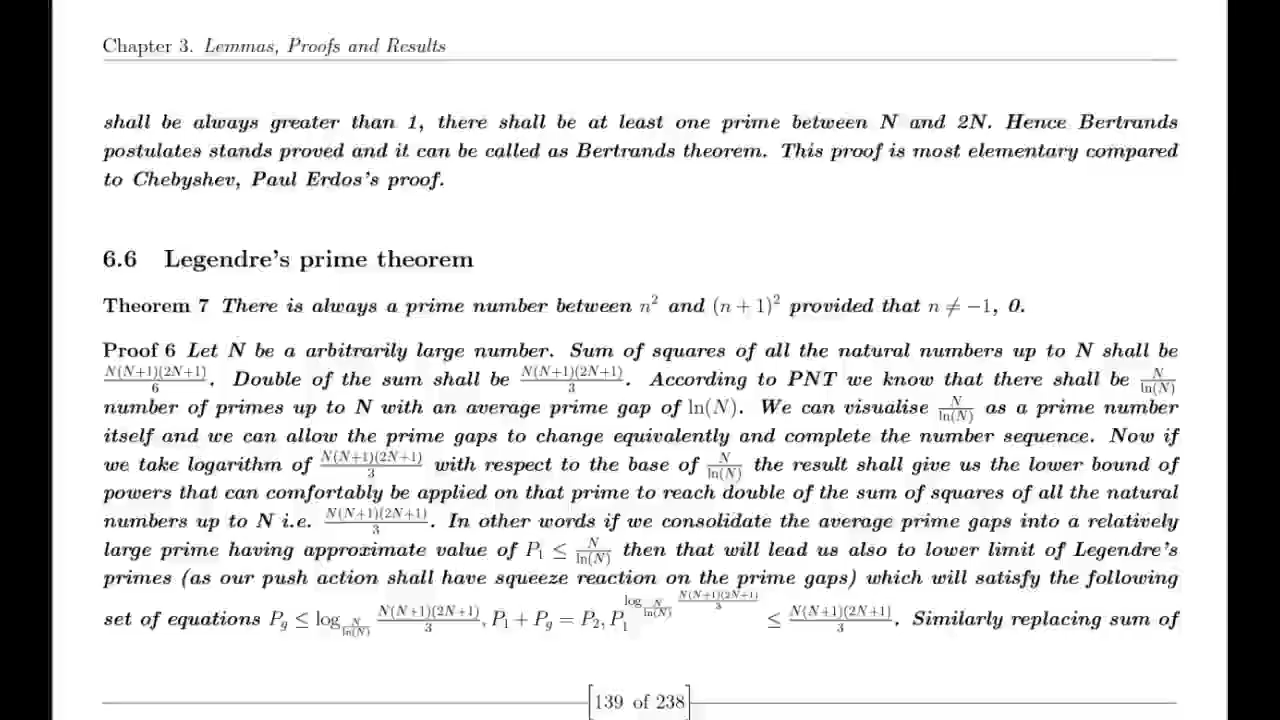 Chapter 3. Lemmas, Proofs and Results
shall be always greater than 1, there shall be at least one prime between N and 2N. Hence Bertrands
postulates stands proved and it can be called as Bertrands theorem. This proof is most elementary compared
to Chebyshev, Paul Erdos's proof.
6.6 Legendre's prime theorem
Theorem 7 There is always a prime number between n² and (n + 1)² provided that n ≠ −1, 0.
Proof 6 Let N be a arbitrarily large number. Sum of squares of all the natural numbers up to N shall be
N(N+1)(2N+1)/6. Double of the sum shall be N(N+1)(2N+1)/3. According to PNT we know that there shall be N/ln(N)
number of primes up to N with an average prime gap of ln(N). We can visualise N/ln(N) as a prime number
itself and we can allow the prime gaps to change equivalently and complete the number sequence. Now if
we take logarithm of N(N+1)(2N+1)/3 with respect to the base of N/ln(N) the result shall give us the lower bound of
powers that can comfortably be applied on that prime to reach double of the sum of squares of all the natural
numbers up to N i.e. N(N+1)(2N+1)/3. In other words if we consolidate the average prime gaps into a relatively
large prime having approximate value of P₁ ≤ N/ln(N) then that will lead us also to lower limit of Legendre's
primes (as our push action shall have squeeze reaction on the prime gaps) which will satisfy the following
set of equations P_g ≤ log_{N/ln(N)} N(N+1)(2N+1)/3, P₁ + P_g = P₂, P₁^{log_{N/ln(N)} N(N+1)(2N+1)/3} ≤ N(N+1)(2N+1)/3. Similarly replacing sum of
139 of 238